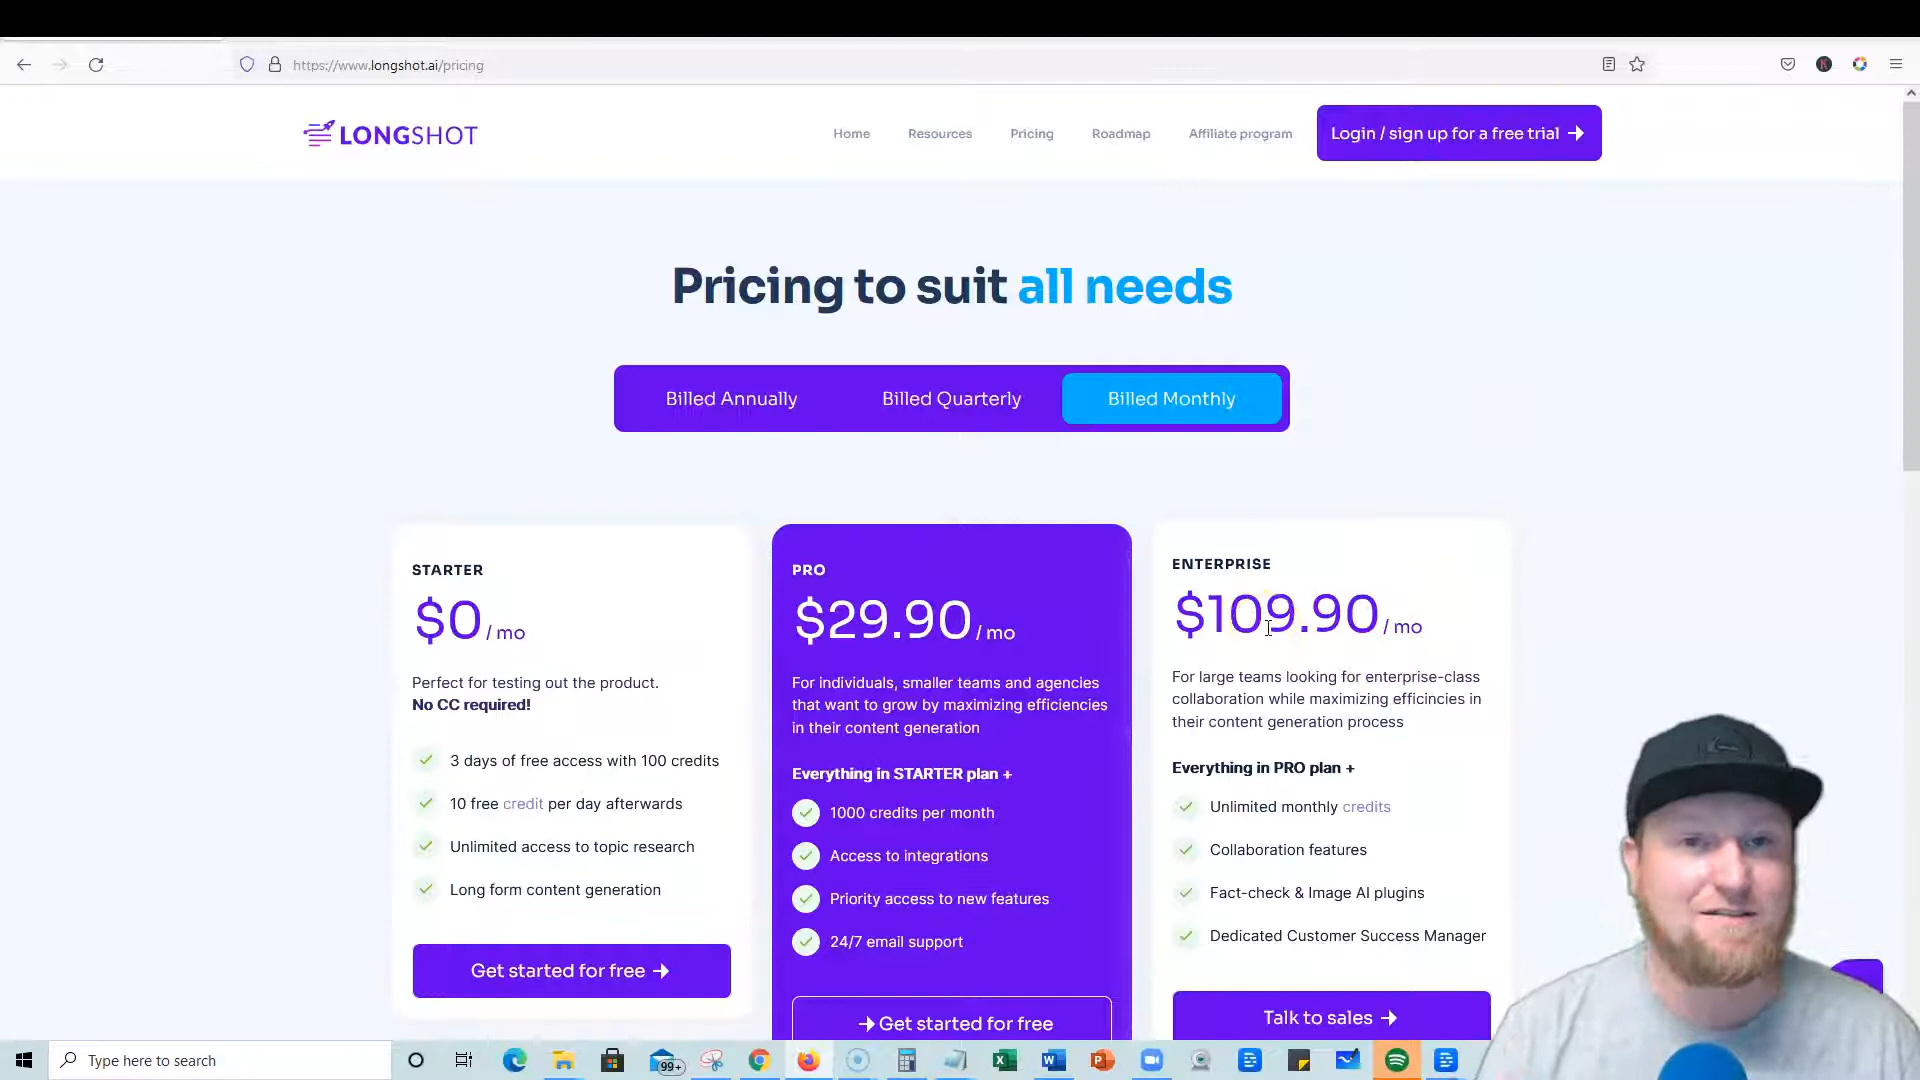 https://www.longshot.ai/pricing
LONGSHOT
Home
Resources
Pricing
Roadmap
Affiliate program
Login / sign up for a free trial →
Pricing to suit all needs
Billed Annually
Billed Quarterly
Billed Monthly
STARTER
$0 / mo
Perfect for testing out the product.
No CC required!
3 days of free access with 100 credits
10 free credit per day afterwards
Unlimited access to topic research
Long form content generation
Get started for free →
PRO
$29.90 / mo
For individuals, smaller teams and agencies
that want to grow by maximizing efficiencies
in their content generation
Everything in STARTER plan +
1000 credits per month
Access to integrations
Priority access to new features
24/7 email support
→ Get started for free
ENTERPRISE
$109.90 / mo
For large teams looking for enterprise-class
collaboration while maximizing efficincies in
their content generation process
Everything in PRO plan +
Unlimited monthly credits
Collaboration features
Fact-check & Image AI plugins
Dedicated Customer Success Manager
Talk to sales →
Type here to search
99+